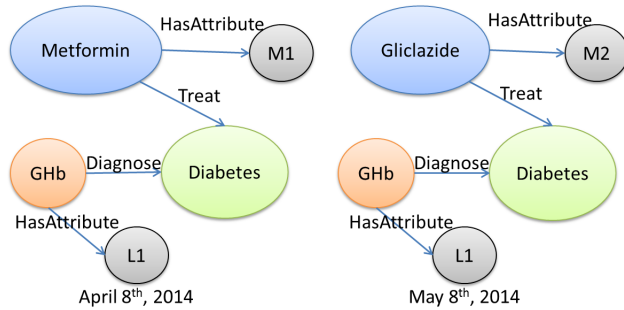 HasAttribute
Metformin
M1
Treat
GHb
Diagnose
Diabetes
HasAttribute
L1
April 8th, 2014
HasAttribute
Gliclazide
M2
Treat
GHb
Diagnose
Diabetes
HasAttribute
L1
May 8th, 2014